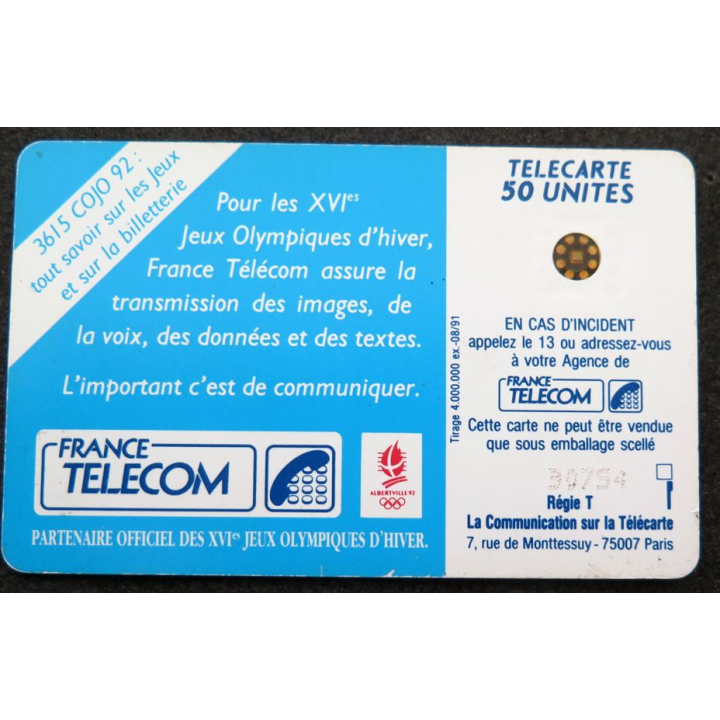 3615 COJO 92 :
tout savoir sur les Jeux
et sur la billetterie
Pour les XVIes
Jeux Olympiques d'hiver,
France Télécom assure la
transmission des images, de
la voix, des données et des textes.
L'important c'est de communiquer.
FRANCE
TELECOM
ALBERTVILLE 92
PARTENAIRE OFFICIEL DES XVIes JEUX OLYMPIQUES D'HIVER.
Tirage 4.000.000 ex.-08/91
TELECARTE
50 UNITES
EN CAS D'INCIDENT
appelez le 13 ou adressez-vous
à votre Agence de
FRANCE
TELECOM
Cette carte ne peut être vendue
que sous emballage scellé
Régie T
La Communication sur la Télécarte
7, rue de Monttessuy - 75007 Paris